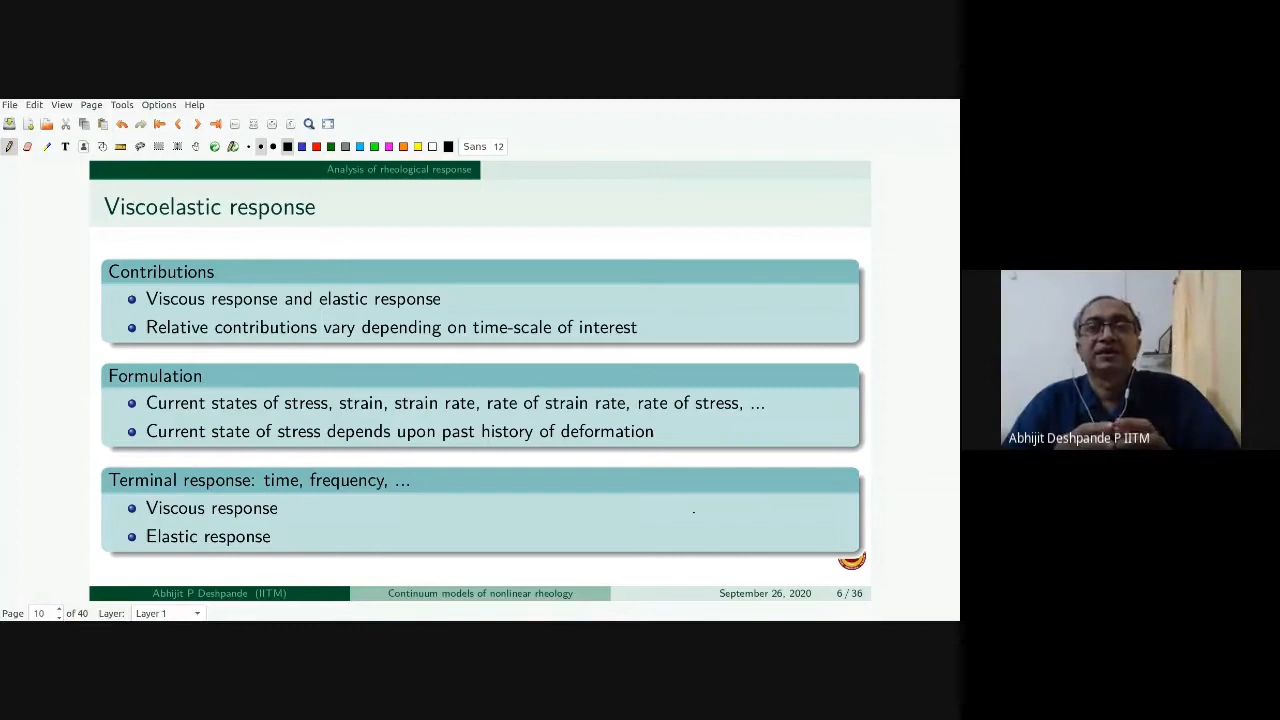 File Edit View Page Tools Options Help
Sans 12
Analysis of rheological response
Viscoelastic response
Contributions
Viscous response and elastic response
Relative contributions vary depending on time-scale of interest
Formulation
Current states of stress, strain, strain rate, rate of strain rate, rate of stress, ...
Current state of stress depends upon past history of deformation
Terminal response: time, frequency, ...
Viscous response
Elastic response
Abhijit P Deshpande (IITM) Continuum models of nonlinear rheology September 26, 2020 6 / 36
Page 10 of 40 Layer: Layer 1
Abhijit Deshpande P IITM